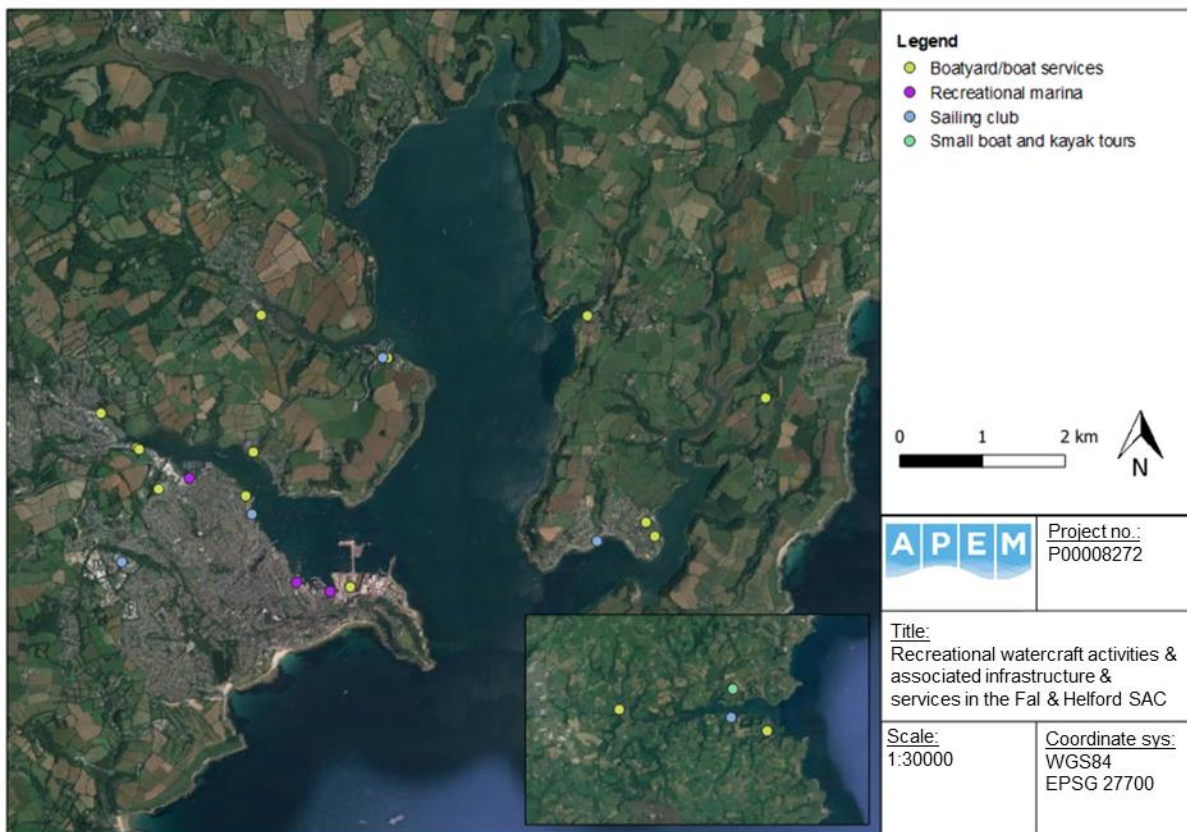 Legend
Boatyard/boat services
Recreational marina
Sailing club
Small boat and kayak tours
0 1 2 km
N
APEM
Project no.:
P00008272
Title:
Recreational watercraft activities &
associated infrastructure &
services in the Fal & Helford SAC
Scale:
1:30000
Coordinate sys:
WGS84
EPSG 27700